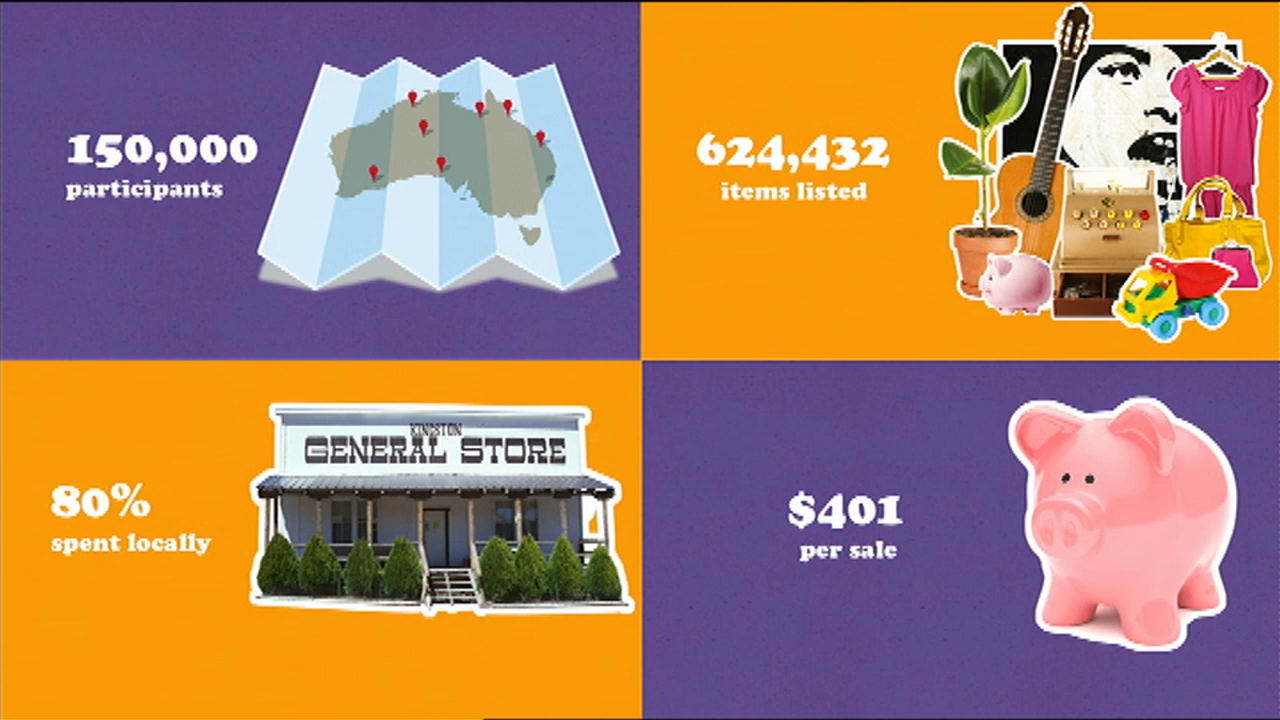 150,000
participants
624,432
items listed
KINGSTON
GENERAL STORE
80%
spent locally
$401
per sale